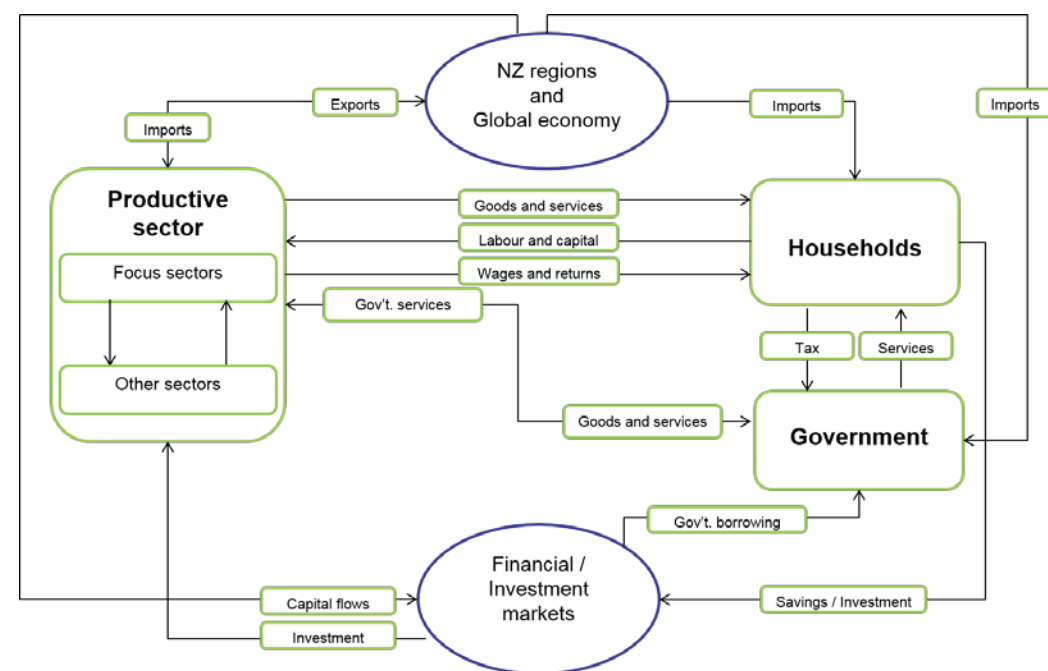 NZ regions
and
Global economy
Exports
Imports
Imports
Imports
Productive
sector
Focus sectors
Other sectors
Goods and services
Labour and capital
Wages and returns
Gov't. services
Households
Tax
Services
Goods and services
Government
Gov't. borrowing
Financial /
Investment
markets
Capital flows
Investment
Savings / Investment